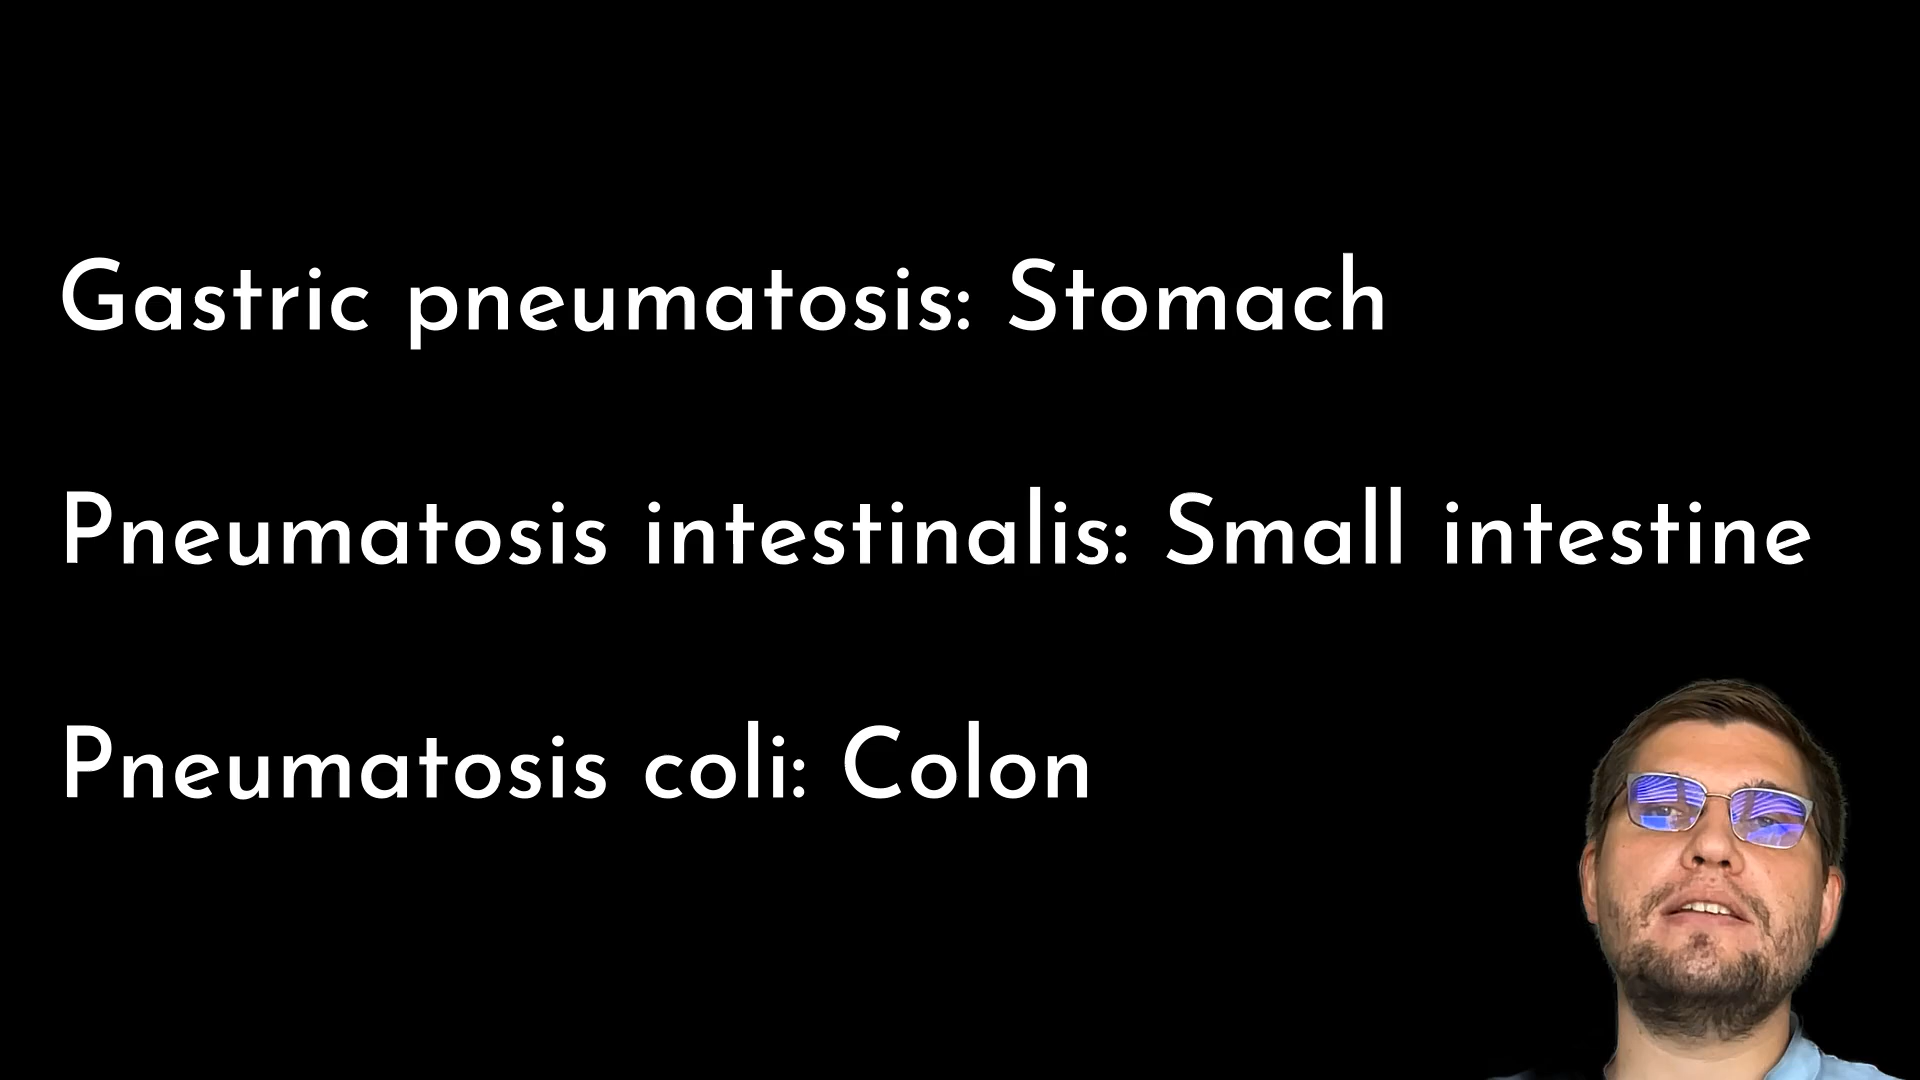 Gastric pneumatosis: Stomach
Pneumatosis intestinalis: Small intestine
Pneumatosis coli: Colon